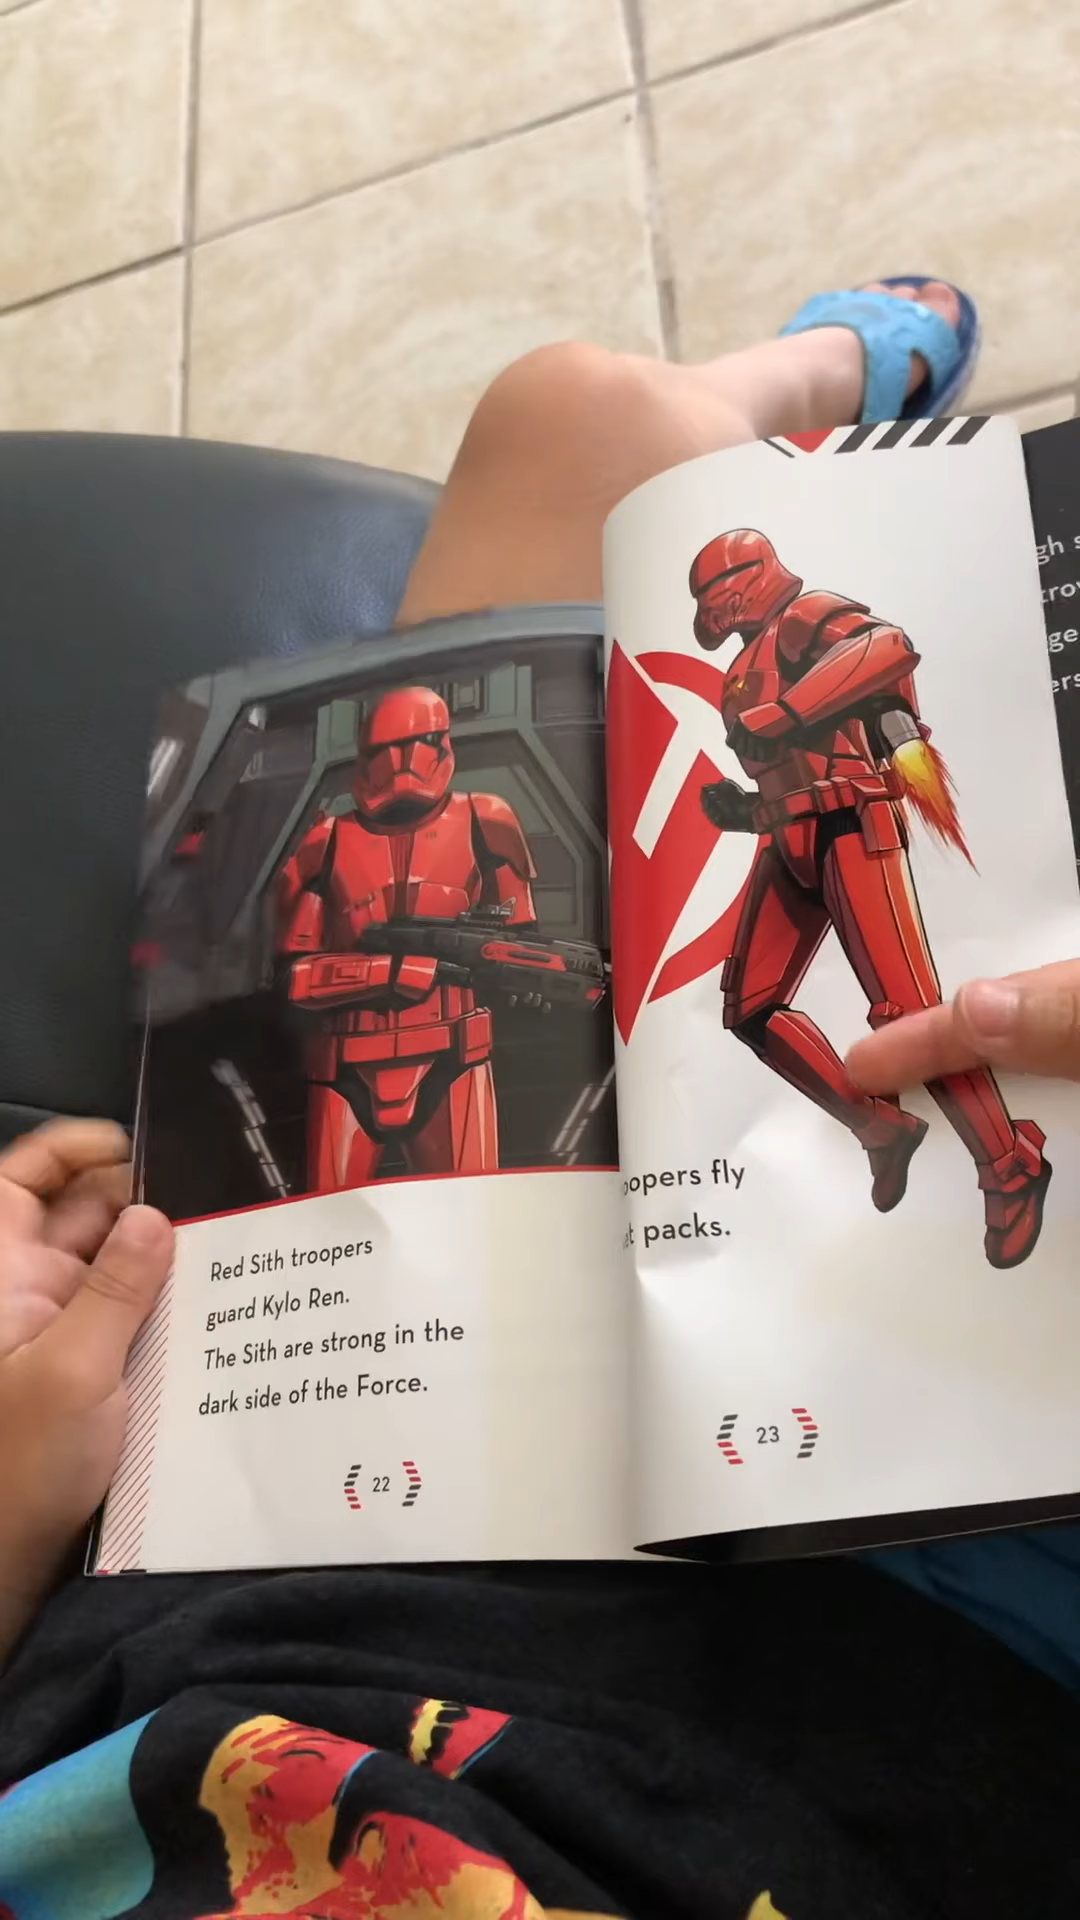 Red Sith troopers
guard Kylo Ren.
The Sith are strong in the
dark side of the Force.
22
fly
packs.
23